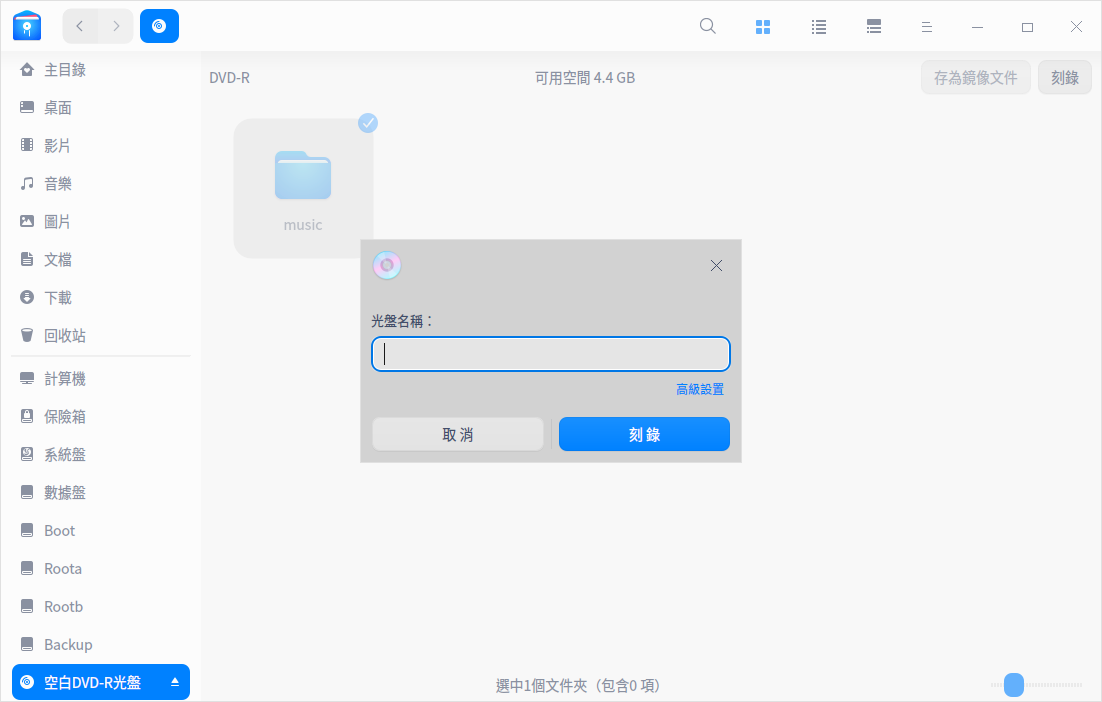 DVD-R
可用空間 4.4 GB
存為鏡像文件
刻錄
主目錄
桌面
影片
音樂
圖片
文檔
下載
回收站
計算機
保險箱
系統盤
數據盤
Boot
Roota
Rootb
Backup
空白DVD-R光盤
music
光盤名稱：
高級設置
取消
刻錄
選中1個文件夾（包含0 項）